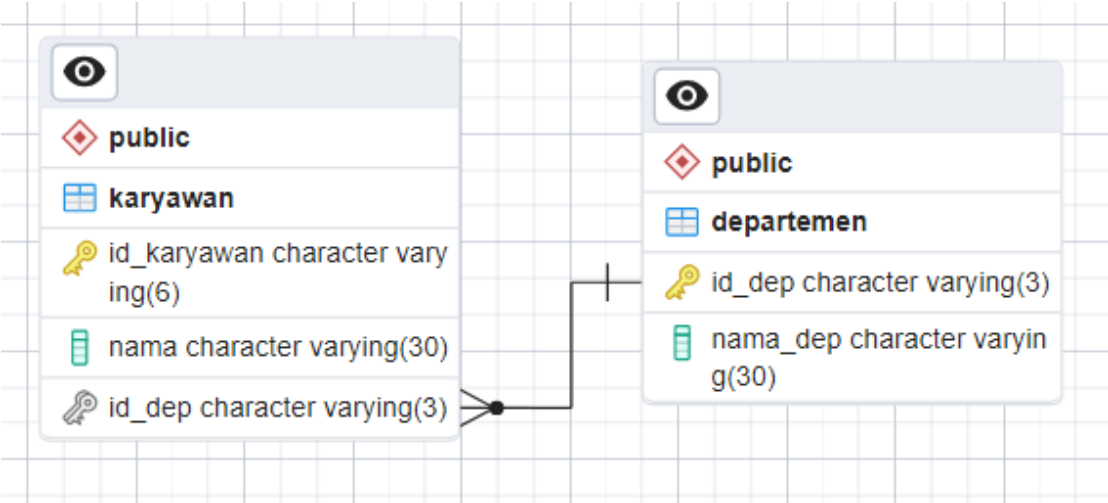 public
karyawan
id_karyawan character vary
ing(6)
nama character varying(30)
id_dep character varying(3)
public
departemen
id_dep character varying(3)
nama_dep character varyin
g(30)